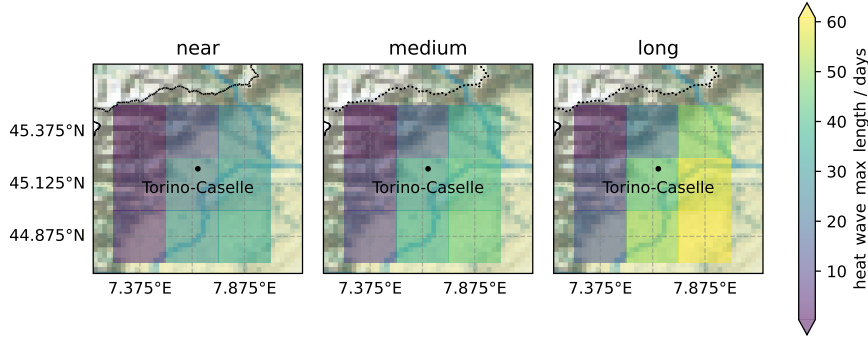 near
medium
long
45.375°N
45.125°N
44.875°N
Torino-Caselle
Torino-Caselle
Torino-Caselle
7.375°E
7.875°E
7.375°E
7.875°E
7.375°E
7.875°E
60
50
40
30
20
10
heat wave max length / days